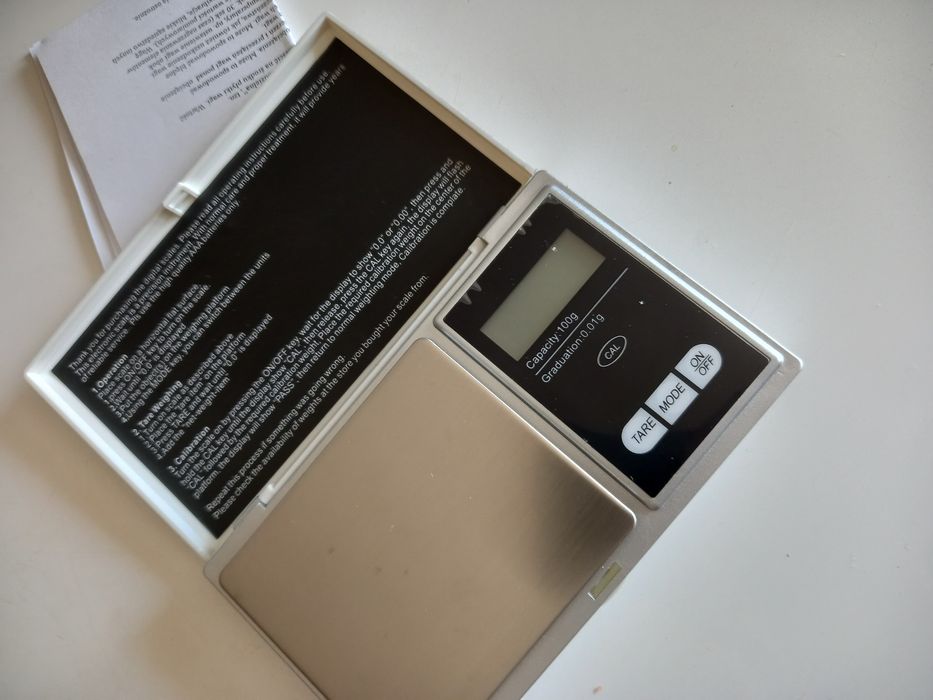 Thank you for purchasing the digital scales. Please read all operating instructions carefully before use
This electronic scale is a precision instrument. With normal care and proper treatment, it will provide years
of reliable service. For use the high quality AAA batteries only.
1. Operation
1.Place the scale on a horizontal flat surface.
2.Press ON/OFF key to turn on the scale.
3.Wait until "0.0" is displayed
3.Put the object(s) on the weighing platform
4.Using the MODE key, you can switch between the units
2. Tare Weighing
1.Turn on scale as described above
2.Place the "tare item" on the platform
3.Press TARE and wait until "0.0" is displayed
4.Add the "net-weight-item"
3. Calibration
Turn the scale on by pressing the ON/OFF key, wait for the display to show "0.0" or "0.00", then press and
hold the CAL key until the display show "CAL", then release, press the CAL key again, the display will flash
"CAL" followed by the required calibration weight, place the required calibration weight on the center of the
platform, the display will show "PASS", then return to normal weighting mode, Calibration is complete.
Repeat this process if something was going wrong.
Please check the availability of weights at the store you bought your scale from.
Capacity:100g
Graduation:0.01g
CAL
TARE
MODE
ON/OFF